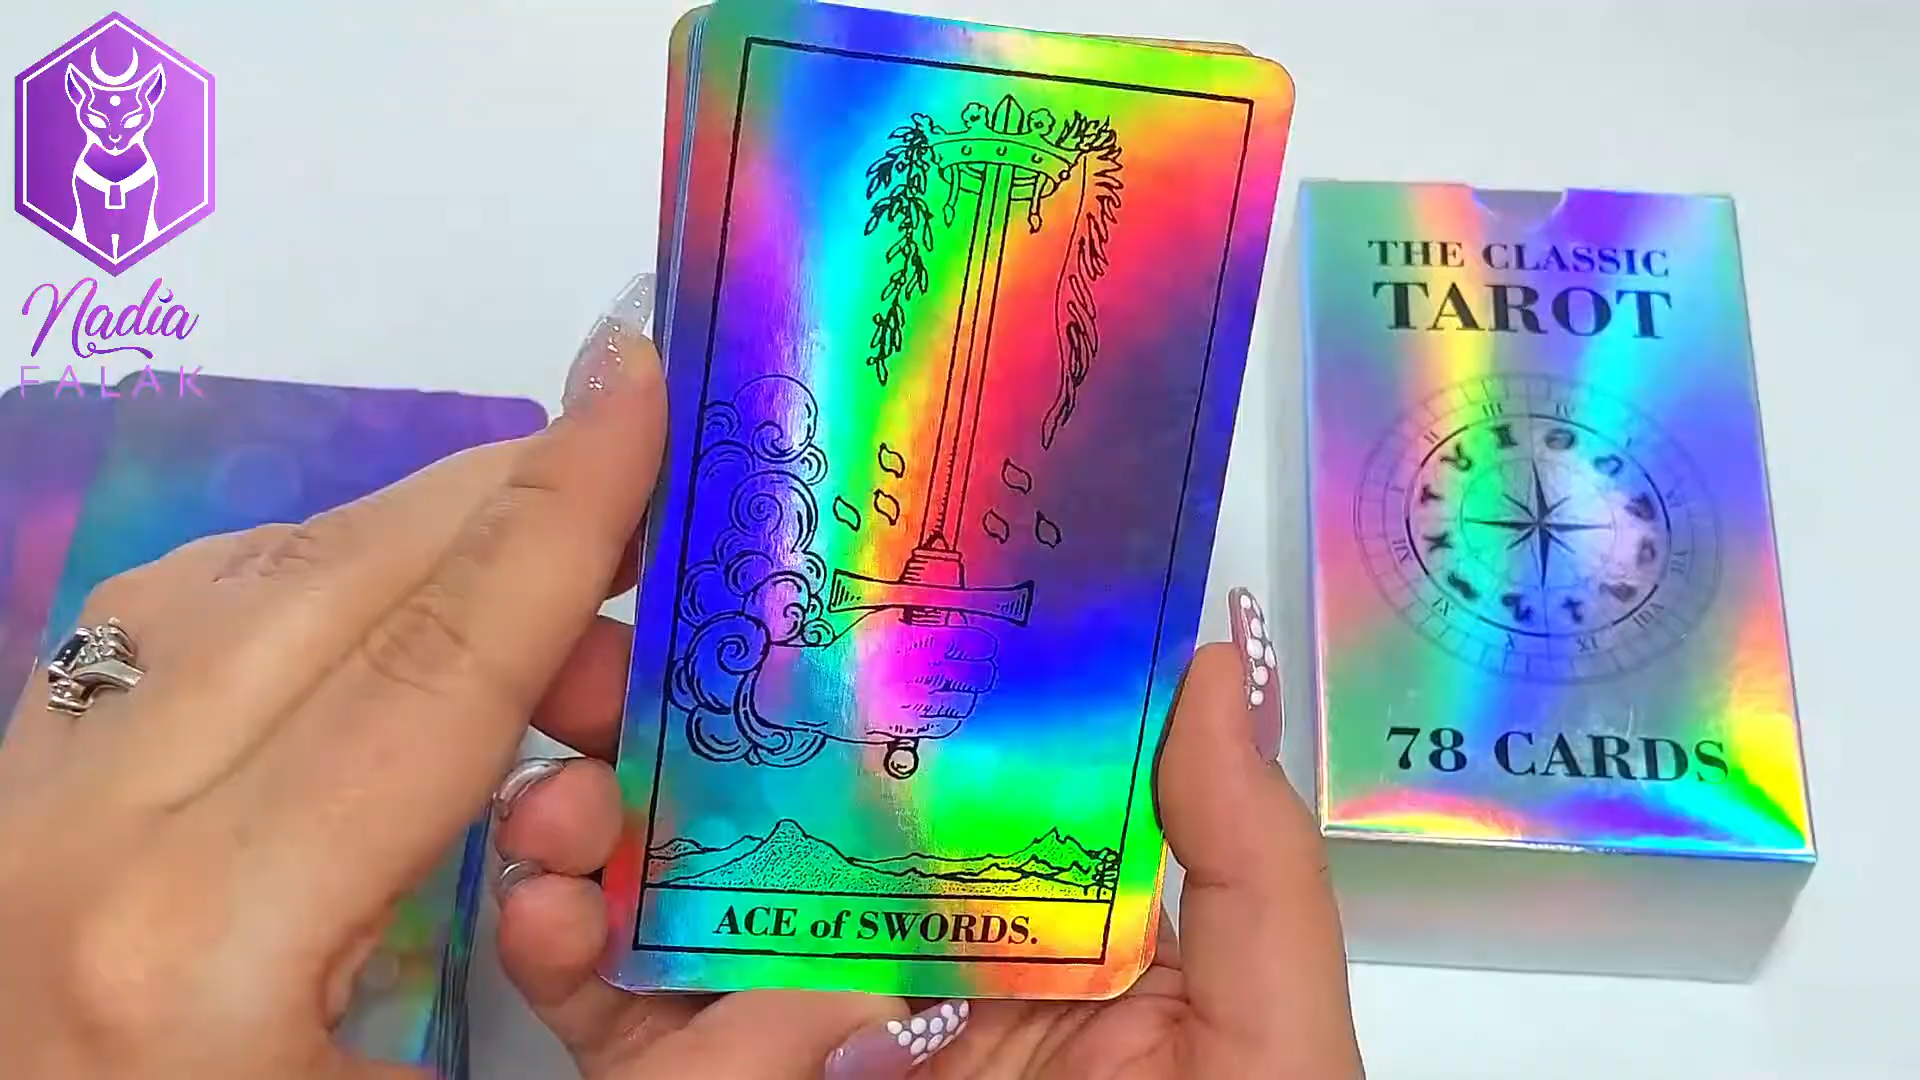 Nadia
FALAK
ACE of SWORDS.
THE CLASSIC
TAROT
78 CARDS